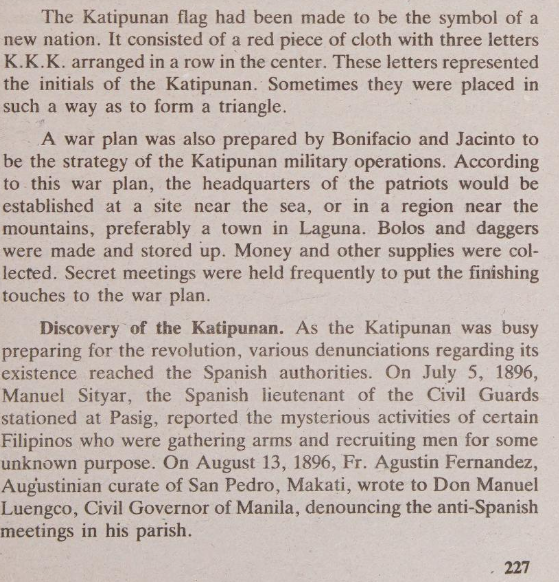 The Katipunan flag had been made to be the symbol of a
new nation. It consisted of a red piece of cloth with three letters
K.K.K. arranged in a row in the center. These letters represented
the initials of the Katipunan. Sometimes they were placed in
such a way as to form a triangle.
A war plan was also prepared by Bonifacio and Jacinto to
be the strategy of the Katipunan military operations. According
to this war plan, the headquarters of the patriots would be
established at a site near the sea, or in a region near the
mountains, preferably a town in Laguna. Bolos and daggers
were made and stored up. Money and other supplies were col-
lected. Secret meetings were held frequently to put the finishing
touches to the war plan.
Discovery of the Katipunan. As the Katipunan was busy
preparing for the revolution, various denunciations regarding its
existence reached the Spanish authorities. On July 5, 1896,
Manuel Sityar, the Spanish lieutenant of the Civil Guards
stationed at Pasig, reported the mysterious activities of certain
Filipinos who were gathering arms and recruiting men for some
unknown purpose. On August 13, 1896, Fr. Agustin Fernandez,
Augustinian curate of San Pedro, Makati, wrote to Don Manuel
Luengco, Civil Governor of Manila, denouncing the anti-Spanish
meetings in his parish.
227